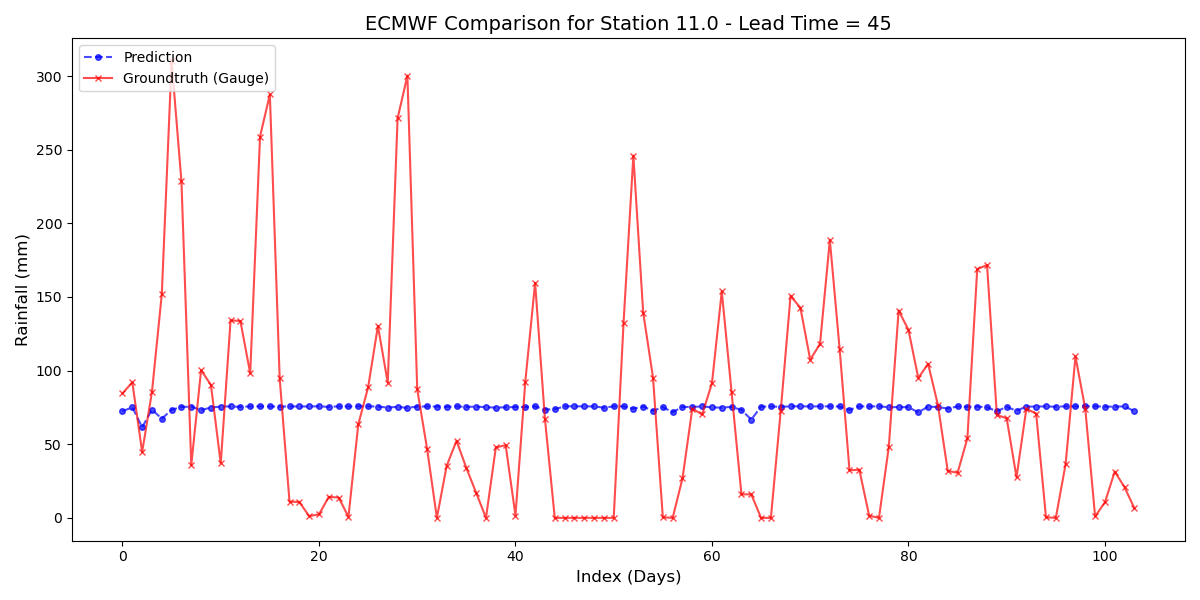 ECMWF Comparison for Station 11.0 - Lead Time = 45
Prediction
Groundtruth (Gauge)
Rainfall (mm)
300
250
200
150
100
50
0
0 20 40 60 80 100
Index (Days)